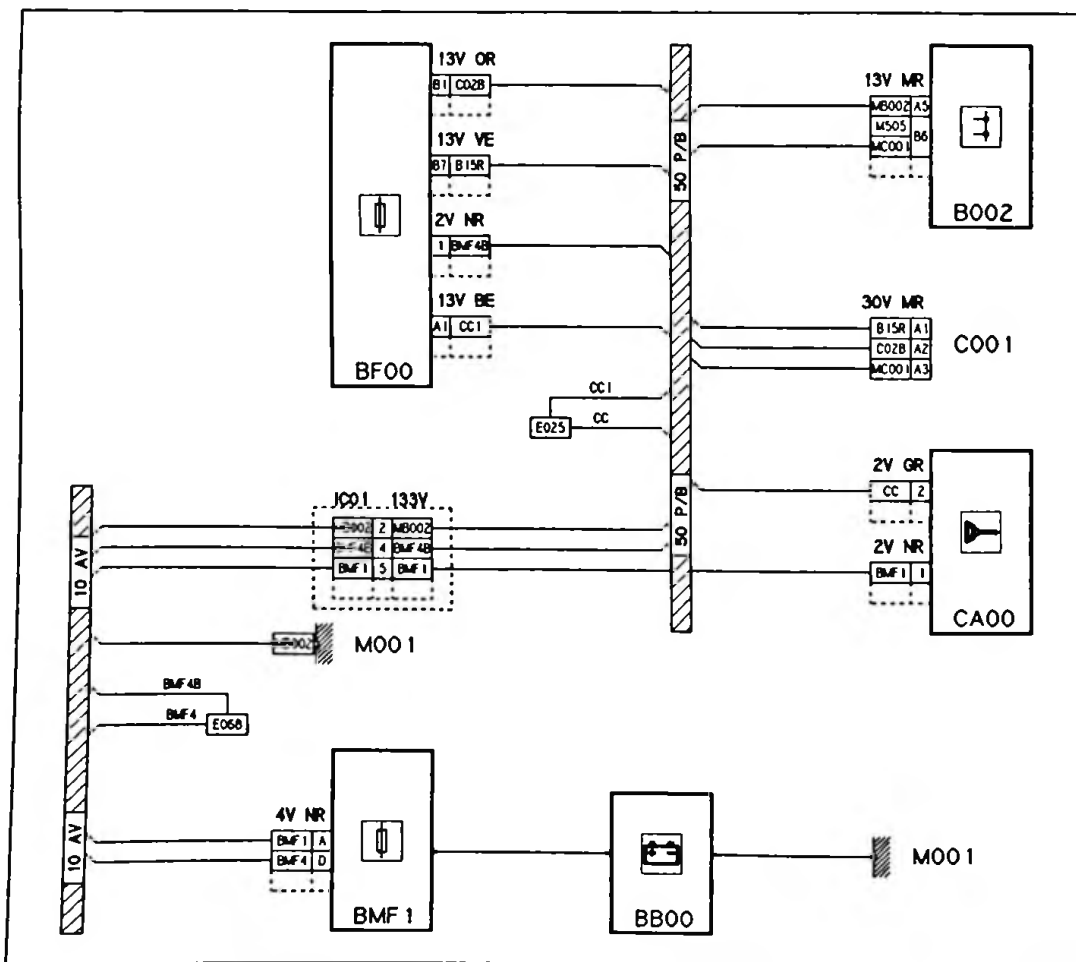 13V OR
B1 C02B
13V VE
B7 B15R
2V NR
1 BMF4B
13V BE
A1 CC1
BF00
50 P/B
13V MR
MB002 A5
M505 B6
MC001
B002
30V MR
B15R A1
C02B A2
MC001 A3
C001
CC1
E025 CC
2V GR
CC 2
2V NR
BMF1 1
CA00
50 P/B
IC01 133V
2 MB002
BMF4B 4 BMF4B
BMF1 5 BMF1
10 AV
M001
BMF4B
BMF4 E068
10 AV
4V NR
BMF1 A
BMF4 D
BMF1
BB00
M001